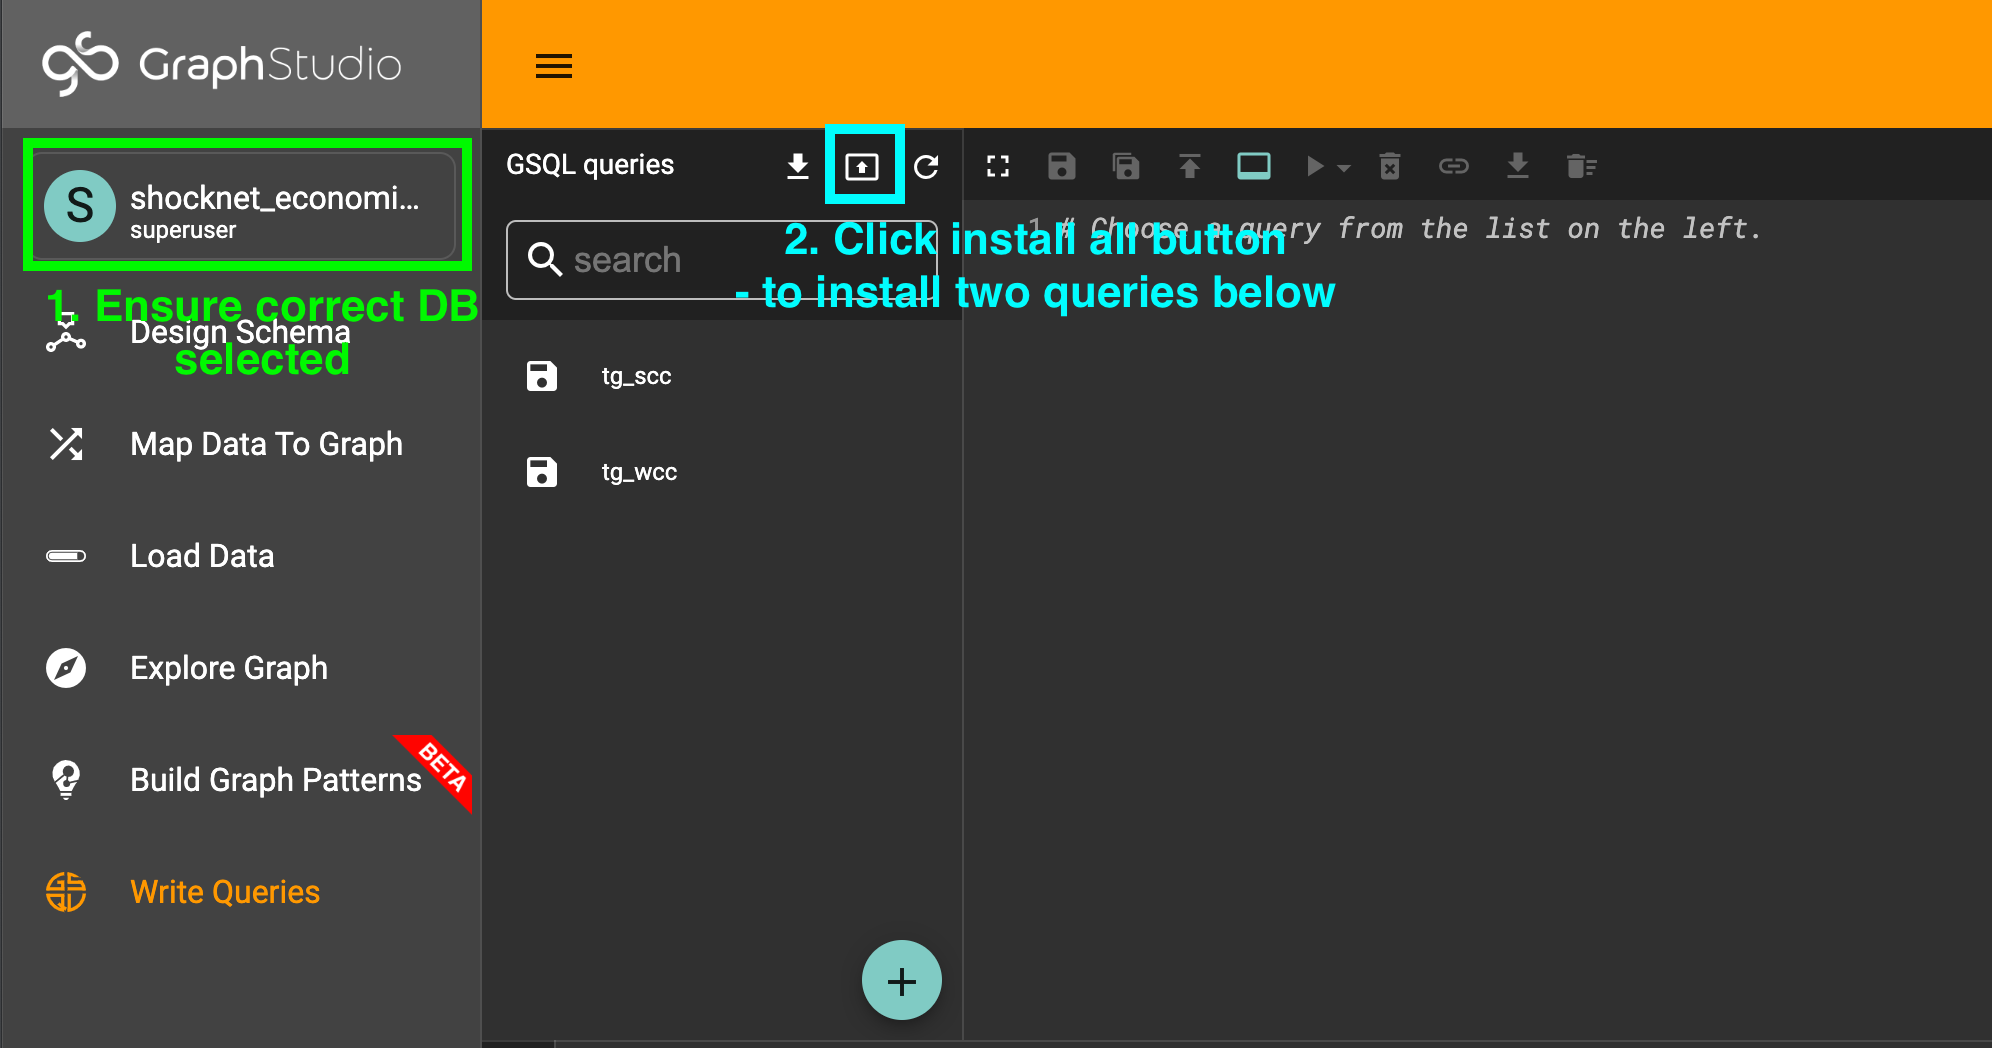 GraphStudio
S
shocknet_economi...
superuser
1. Ensure correct DB
selected
Design Schema
Map Data To Graph
Load Data
Explore Graph
Build Graph Patterns
BETA
Write Queries
GSQL queries
search
2. Click install all button
- to install two queries below
tg_scc
tg_wcc
1 # Choose a query from the list on the left.